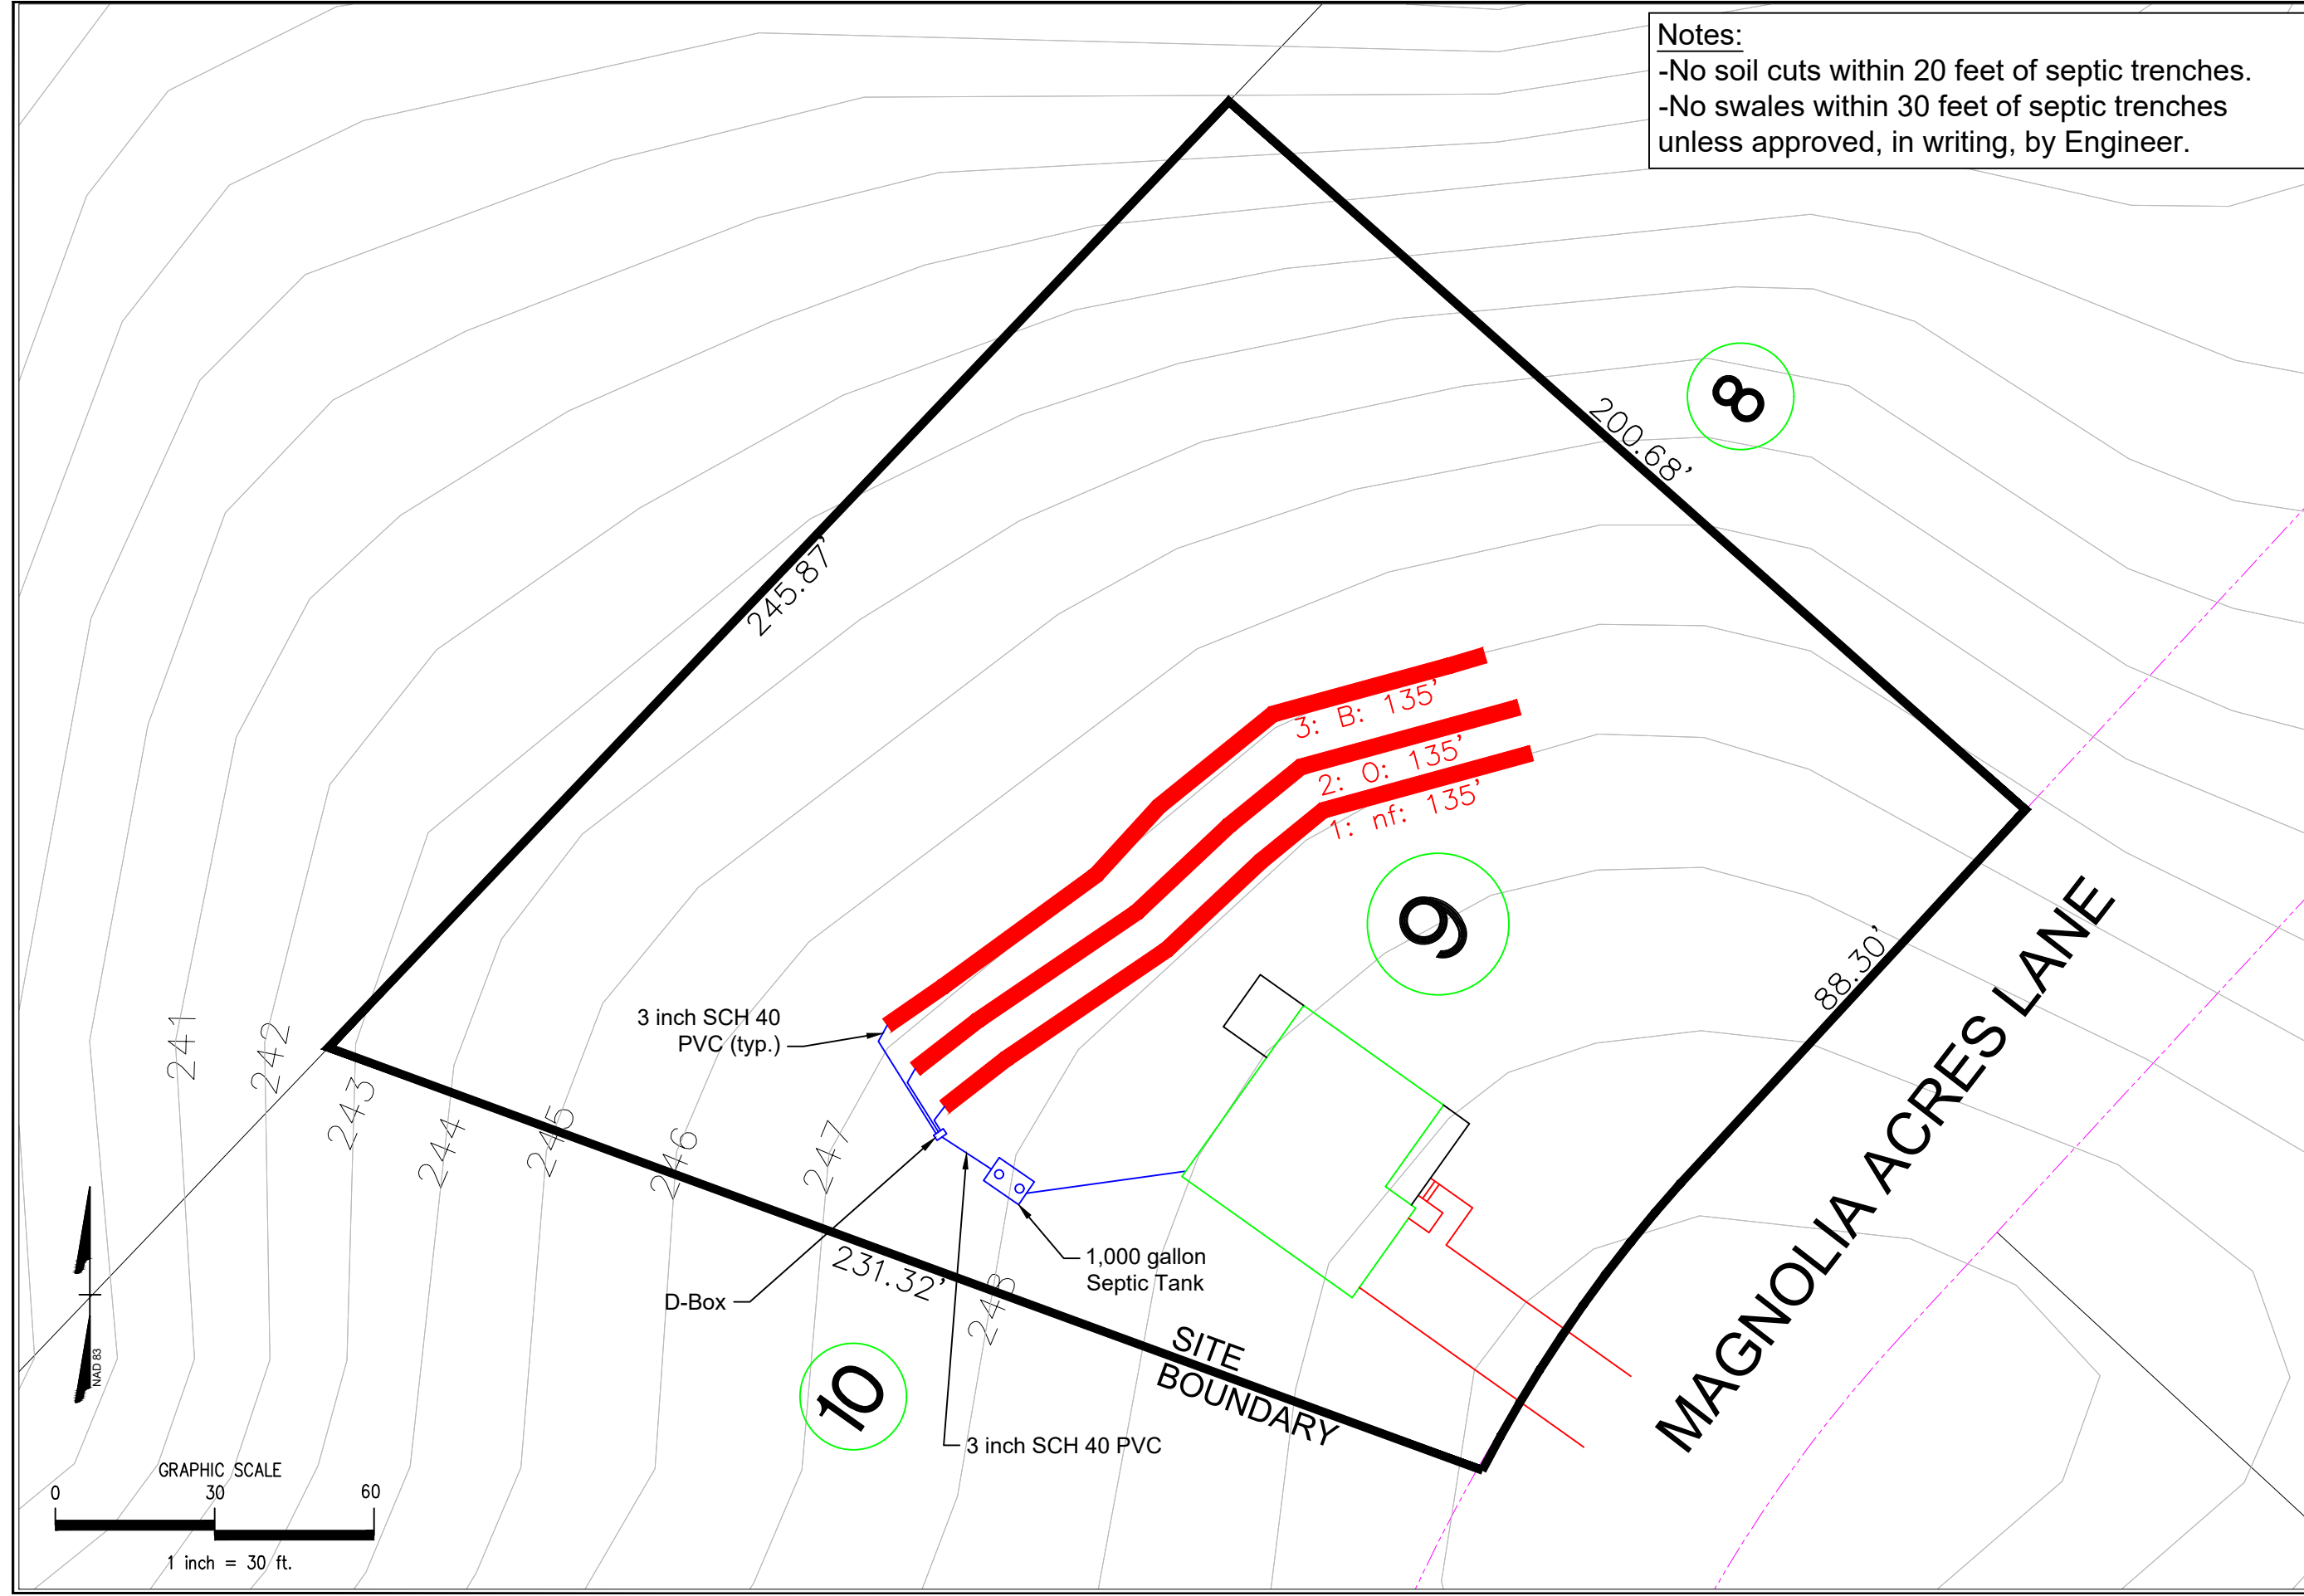 Notes:
-No soil cuts within 20 feet of septic trenches.
-No swales within 30 feet of septic trenches
unless approved, in writing, by Engineer.
8
200.68'
245.87'
3: B: 135'
2: O: 135'
1: nf: 135'
9
88.30'
MAGNOLIA ACRES LANE
3 inch SCH 40
PVC (typ.)
241
242
243
244
245
246
247
248
231.32'
D-Box
1,000 gallon
Septic Tank
SITE
BOUNDARY
10
3 inch SCH 40 PVC
NAD 83
GRAPHIC SCALE
0 30 60
1 inch = 30 ft.